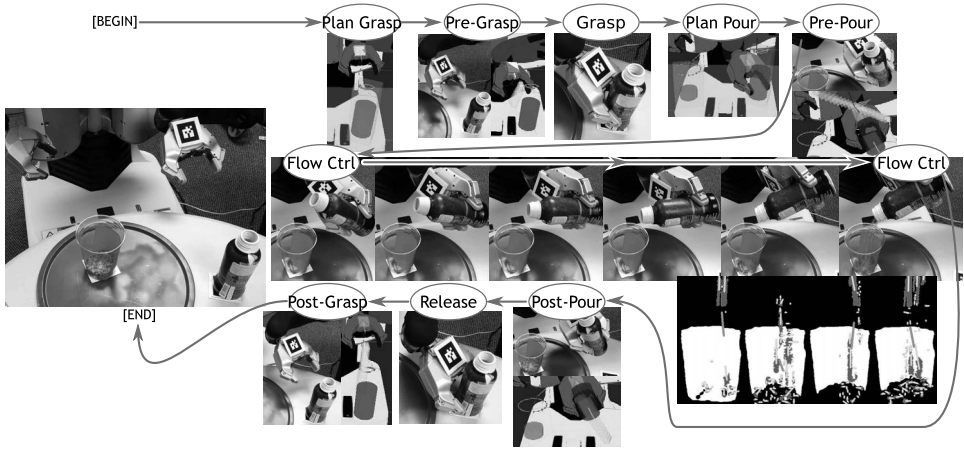 [BEGIN]
Plan Grasp
Pre-Grasp
Grasp
Plan Pour
Pre-Pour
Flow Ctrl
Flow Ctrl
Post-Grasp
Release
Post-Pour
[END]